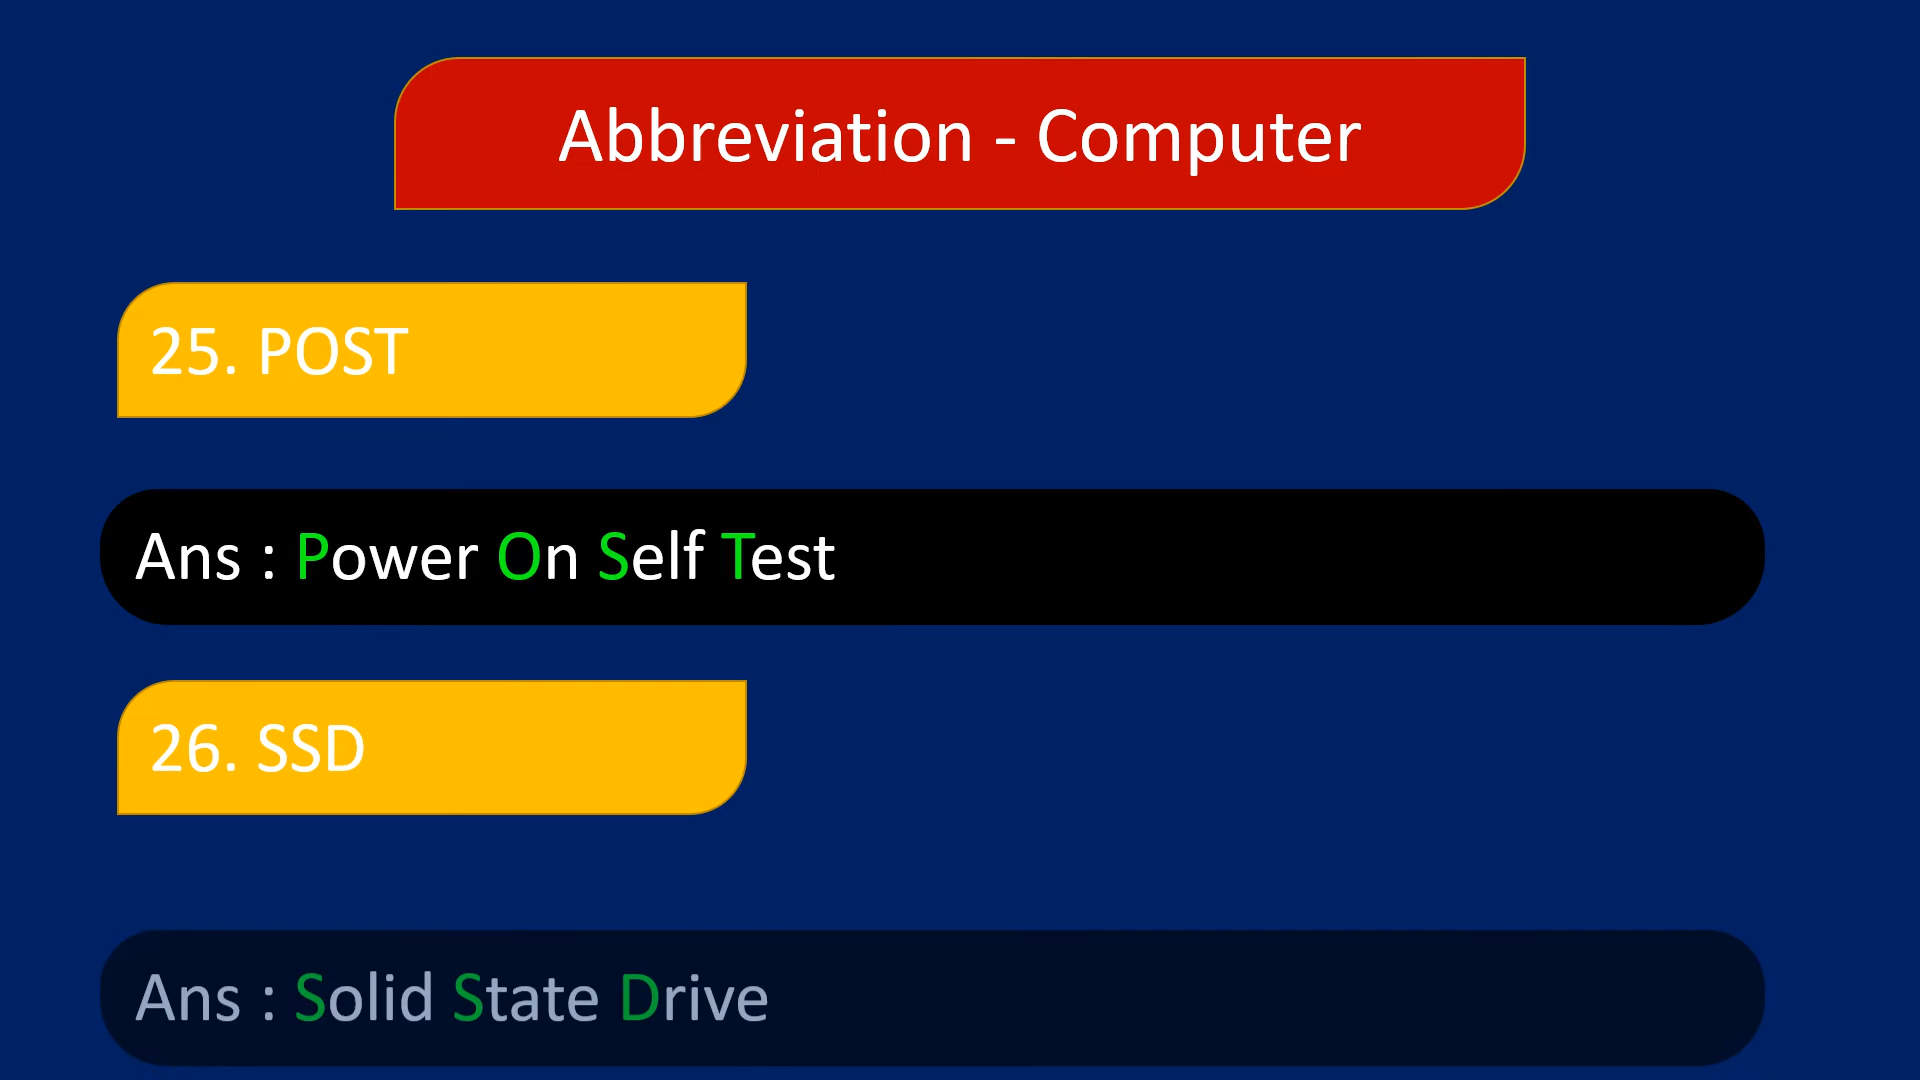 Abbreviation - Computer
25. POST
Ans : Power On Self Test
26. SSD
Ans : Solid State Drive